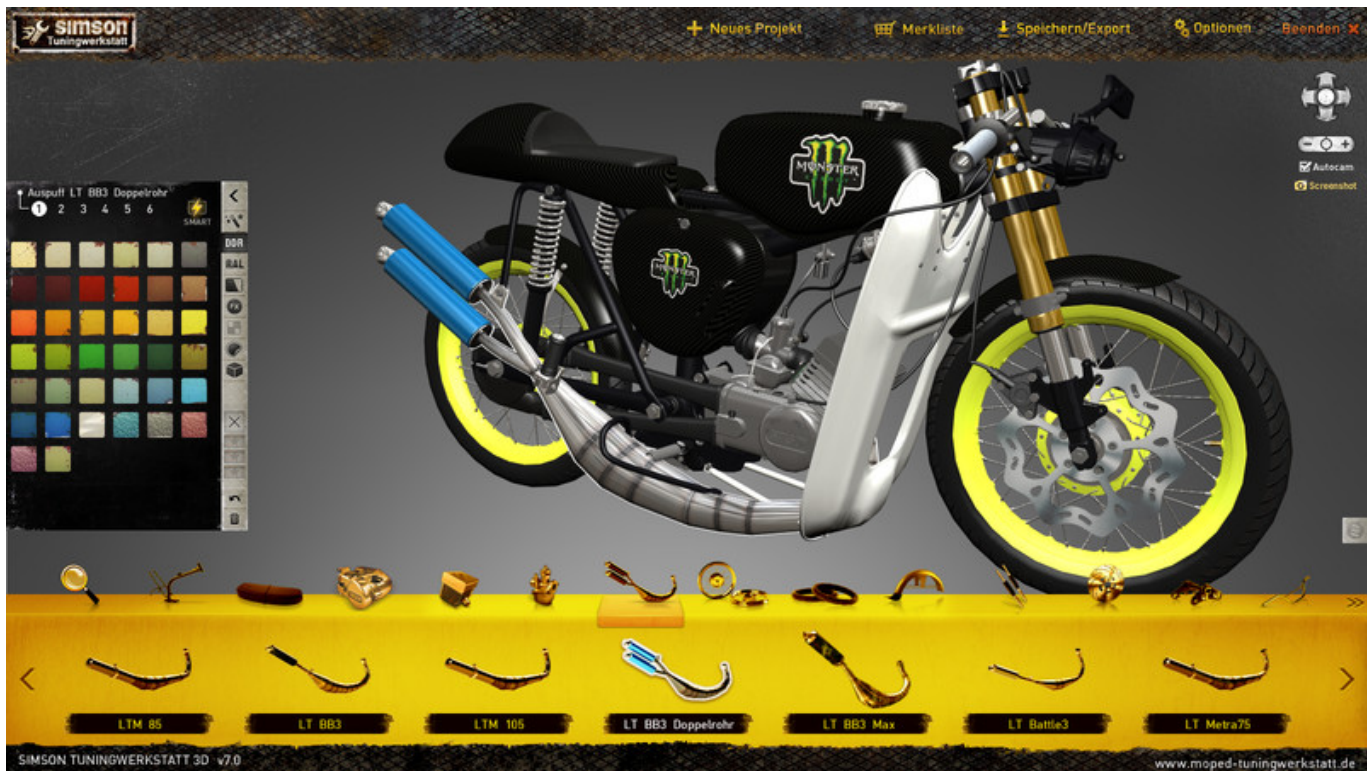 SIMSON
Tuningwerkstatt
Neues Projekt
Merkliste
Speichern/Export
Optionen
Beenden
Autocam
Screenshot
Auspuff LT BB3 Doppelrohr
1 2 3 4 5 6
SMART
DDR
RAL
MONSTER
MONSTER
LTM 85
LT BB3
LTM 105
LT BB3 Doppelrohr
LT BB3 Max
LT Battle3
LT Metra75
SIMSON TUNINGWERKSTATT 3D v7.0
www.moped-tuningwerkstatt.de